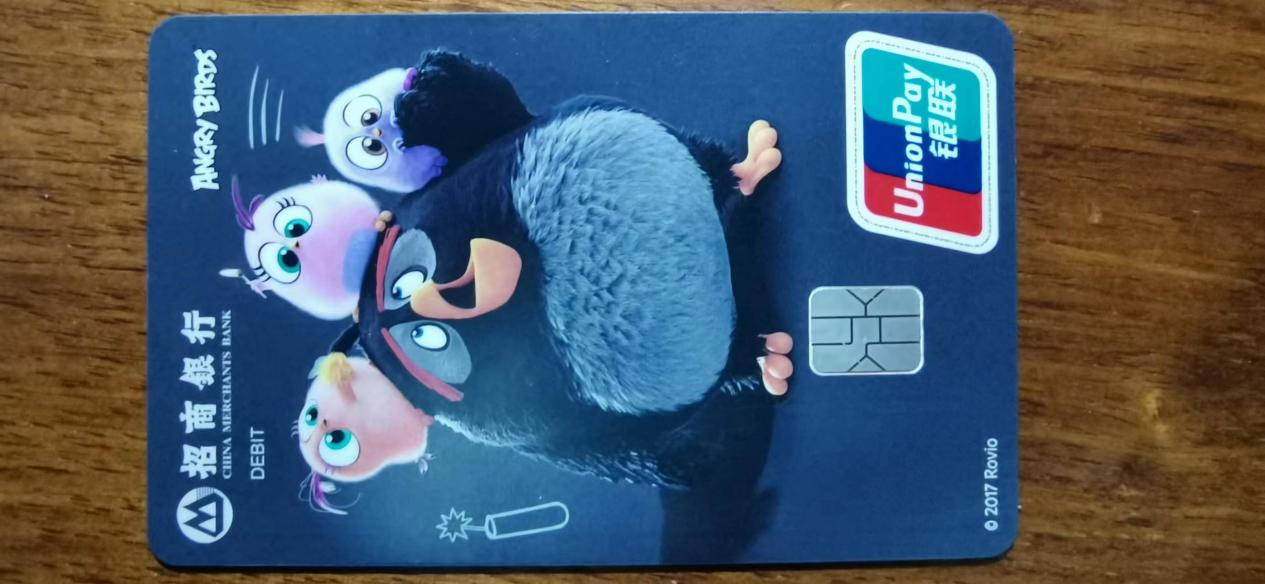 招商银行
CHINA MERCHANTS BANK
DEBIT
ANGRY BIRDS
© 2017 Rovio
UnionPay
银联